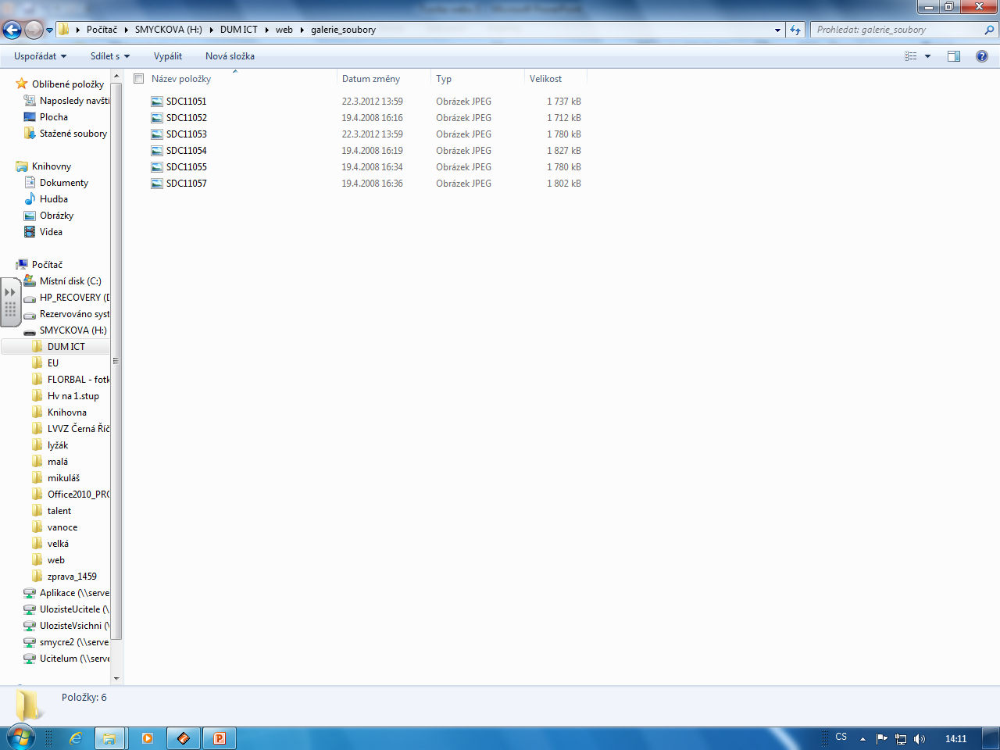 Počítač SMYCKOVA (H:) DUM ICT web galerie_soubory
Prohledat: galerie_soubory
Uspořádat Sdílet s Vypálit Nová složka
Název položky Datum změny Typ Velikost
SDC11051 22.3.2012 13:59 Obrázek JPEG 1 737 kB
SDC11052 19.4.2008 16:16 Obrázek JPEG 1 712 kB
SDC11053 22.3.2012 13:59 Obrázek JPEG 1 780 kB
SDC11054 19.4.2008 16:19 Obrázek JPEG 1 827 kB
SDC11055 19.4.2008 16:34 Obrázek JPEG 1 780 kB
SDC11057 19.4.2008 16:36 Obrázek JPEG 1 802 kB
Oblíbené položky
Naposledy navšti
Plocha
Stažené soubory
Knihovny
Dokumenty
Hudba
Obrázky
Videa
Počítač
Místní disk (C:)
HP_RECOVERY (D
Rezervováno syst
SMYCKOVA (H:)
DUM ICT
EU
FLORBAL - fotk
Hv na 1.stup
Knihovna
LVVZ Černá Říč
lyžák
malá
mikuláš
Office2010_PRO
talent
vanoce
velká
web
zprava_1459
Aplikace (\\serve
UlozisteUcitele (\
UlozisteVsichni (\
smycre2 (\\serve
Ucitelum (\\serve
Položky: 6
CS 14:11